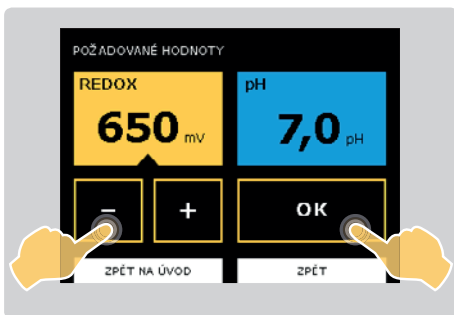 POŽADOVANÉ HODNOTY
REDOX
650 mV
pH
7,0 pH
– + OK
ZPĚT NA ÚVOD ZPĚT